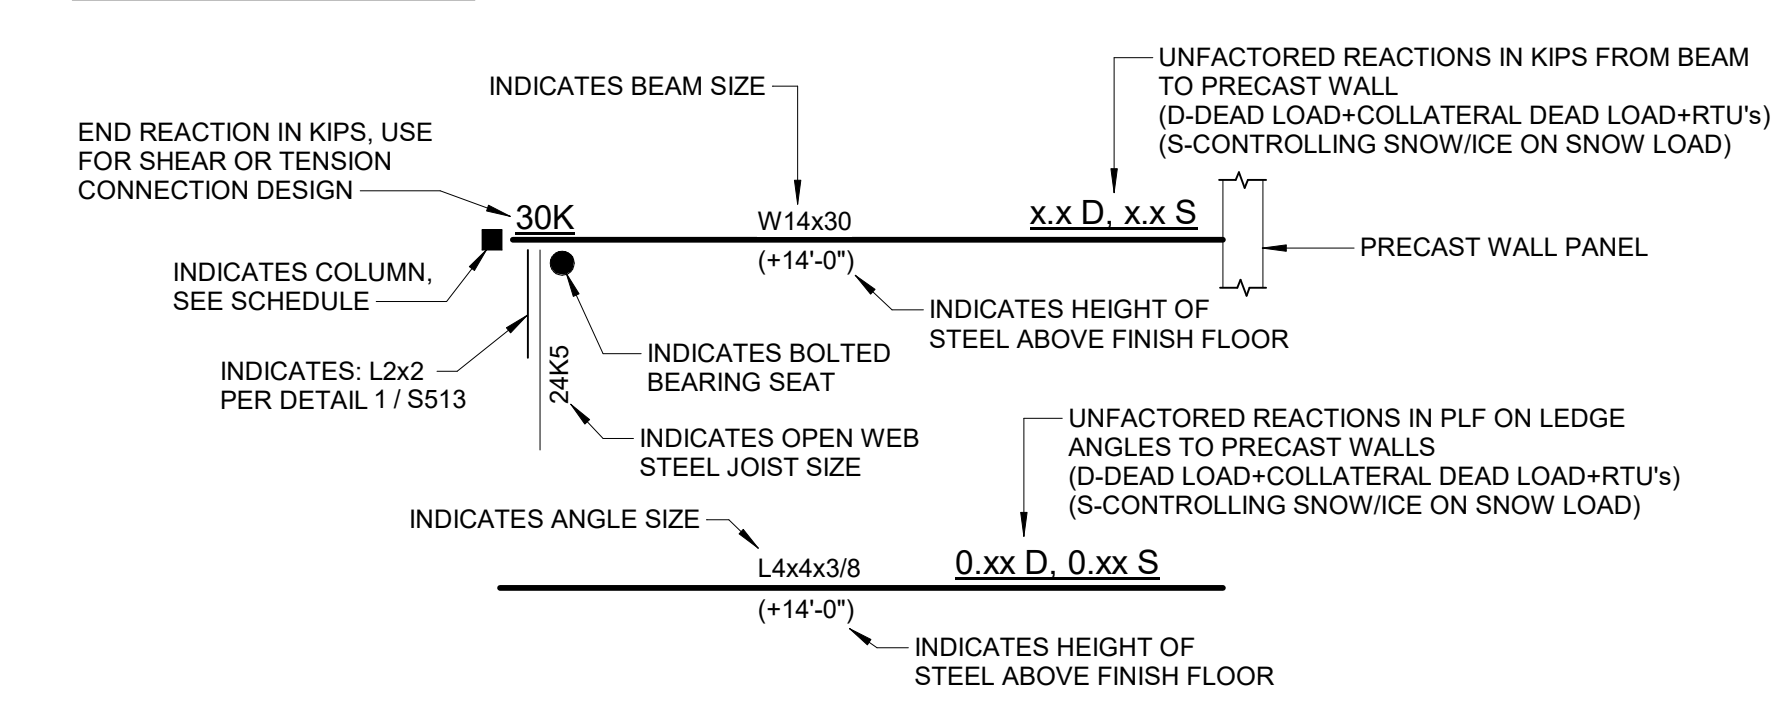 UNFACTORED REACTIONS IN KIPS FROM BEAM
TO PRECAST WALL
(D-DEAD LOAD+COLLATERAL DEAD LOAD+RTU's)
(S-CONTROLLING SNOW/ICE ON SNOW LOAD)
INDICATES BEAM SIZE
END REACTION IN KIPS, USE
FOR SHEAR OR TENSION
CONNECTION DESIGN
30K
W14x30
x.x D, x.x S
(+14'-0")
PRECAST WALL PANEL
INDICATES COLUMN,
SEE SCHEDULE
INDICATES HEIGHT OF
STEEL ABOVE FINISH FLOOR
INDICATES BOLTED
BEARING SEAT
INDICATES: L2x2
PER DETAIL 1 / S513
24K5
INDICATES OPEN WEB
STEEL JOIST SIZE
UNFACTORED REACTIONS IN PLF ON LEDGE
ANGLES TO PRECAST WALLS
(D-DEAD LOAD+COLLATERAL DEAD LOAD+RTU's)
(S-CONTROLLING SNOW/ICE ON SNOW LOAD)
INDICATES ANGLE SIZE
L4x4x3/8
0.xx D, 0.xx S
(+14'-0")
INDICATES HEIGHT OF
STEEL ABOVE FINISH FLOOR